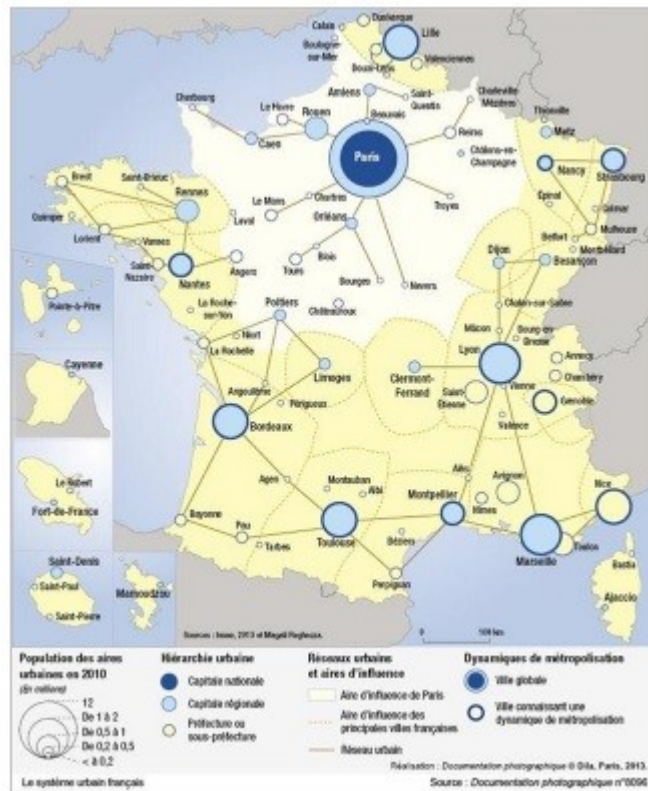 Dunkerque
Calais
Lille
Boulogne-
sur-Mer
Valenciennes
Douai-Lens
Amiens
Saint-
Quentin
Charleville-
Mézières
Cherbourg
Le Havre
Rouen
Beauvais
Thionville
Caen
Reims
Metz
Paris
Châlons-en-
Champagne
Nancy
Strasbourg
Brest
Saint-Brieuc
Rennes
Chartres
Le Mans
Troyes
Épinal
Colmar
Quimper
Laval
Orléans
Mulhouse
Lorient
Vannes
Blois
Belfort
Montbéliard
Saint-
Nazaire
Nantes
Angers
Tours
Dijon
Besançon
Bourges
Nevers
Pointe-à-Pitre
La Roche-
sur-Yon
Poitiers
Châteauroux
Chalon-sur-Saône
Niort
Mâcon
Bourg-en-
Bresse
Cayenne
La Rochelle
Lyon
Annecy
Limoges
Clermont-
Ferrand
Chambéry
Angoulême
Saint-
Étienne
Vienne
Grenoble
Périgueux
Bordeaux
Valence
Le Robert
Fort-de-France
Agen
Montauban
Albi
Alès
Avignon
Nice
Bayonne
Montpellier
Nîmes
Pau
Toulouse
Béziers
Saint-Denis
Tarbes
Marseille
Toulon
Bastia
Saint-Paul
Mamoudzou
Perpignan
Ajaccio
Saint-Pierre
Sources : Insee, 2013 et Magali Reghezza.
0 100 km
Population des aires
urbaines en 2010
(En millions)
12
De 1 à 2
De 0,5 à 1
De 0,2 à 0,5
< à 0,2
Hiérarchie urbaine
Capitale nationale
Capitale régionale
Préfecture ou
sous-préfecture
Réseaux urbains
et aires d'influence
Aire d'influence de Paris
Aire d'influence des
principales villes françaises
Réseau urbain
Dynamiques de métropolisation
Ville globale
Ville connaissant une
dynamique de métropolisation
Réalisation : Documentation photographique © Dila, Paris, 2013.
Le système urbain français
Source : Documentation photographique n°8096